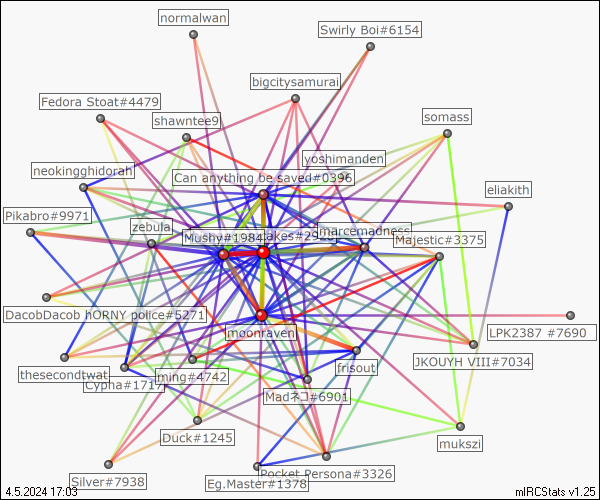 normalwan
Swirly Boi#6154
bigcitysamurai
Fedora Stoat#4479
somass
shawntee9
yoshimanden
neokingghidorah
Can anything be saved#0396
eliakith
Pikabro#9971
zebula
marcemadness
Mushy#1984
Majestic#3375
DacobDacob hORNY police#5271
moonraven
LPK2387 #7690
JKOUYH VIII#7034
frisout
thesecondtwat
ming#4742
Cypha#1717
Madネコ#6901
Duck#1245
mukszi
Pocket Persona#3326
Silver#7938
Eg.Master#1378
4.5.2024 17:03
mIRCStats v1.25